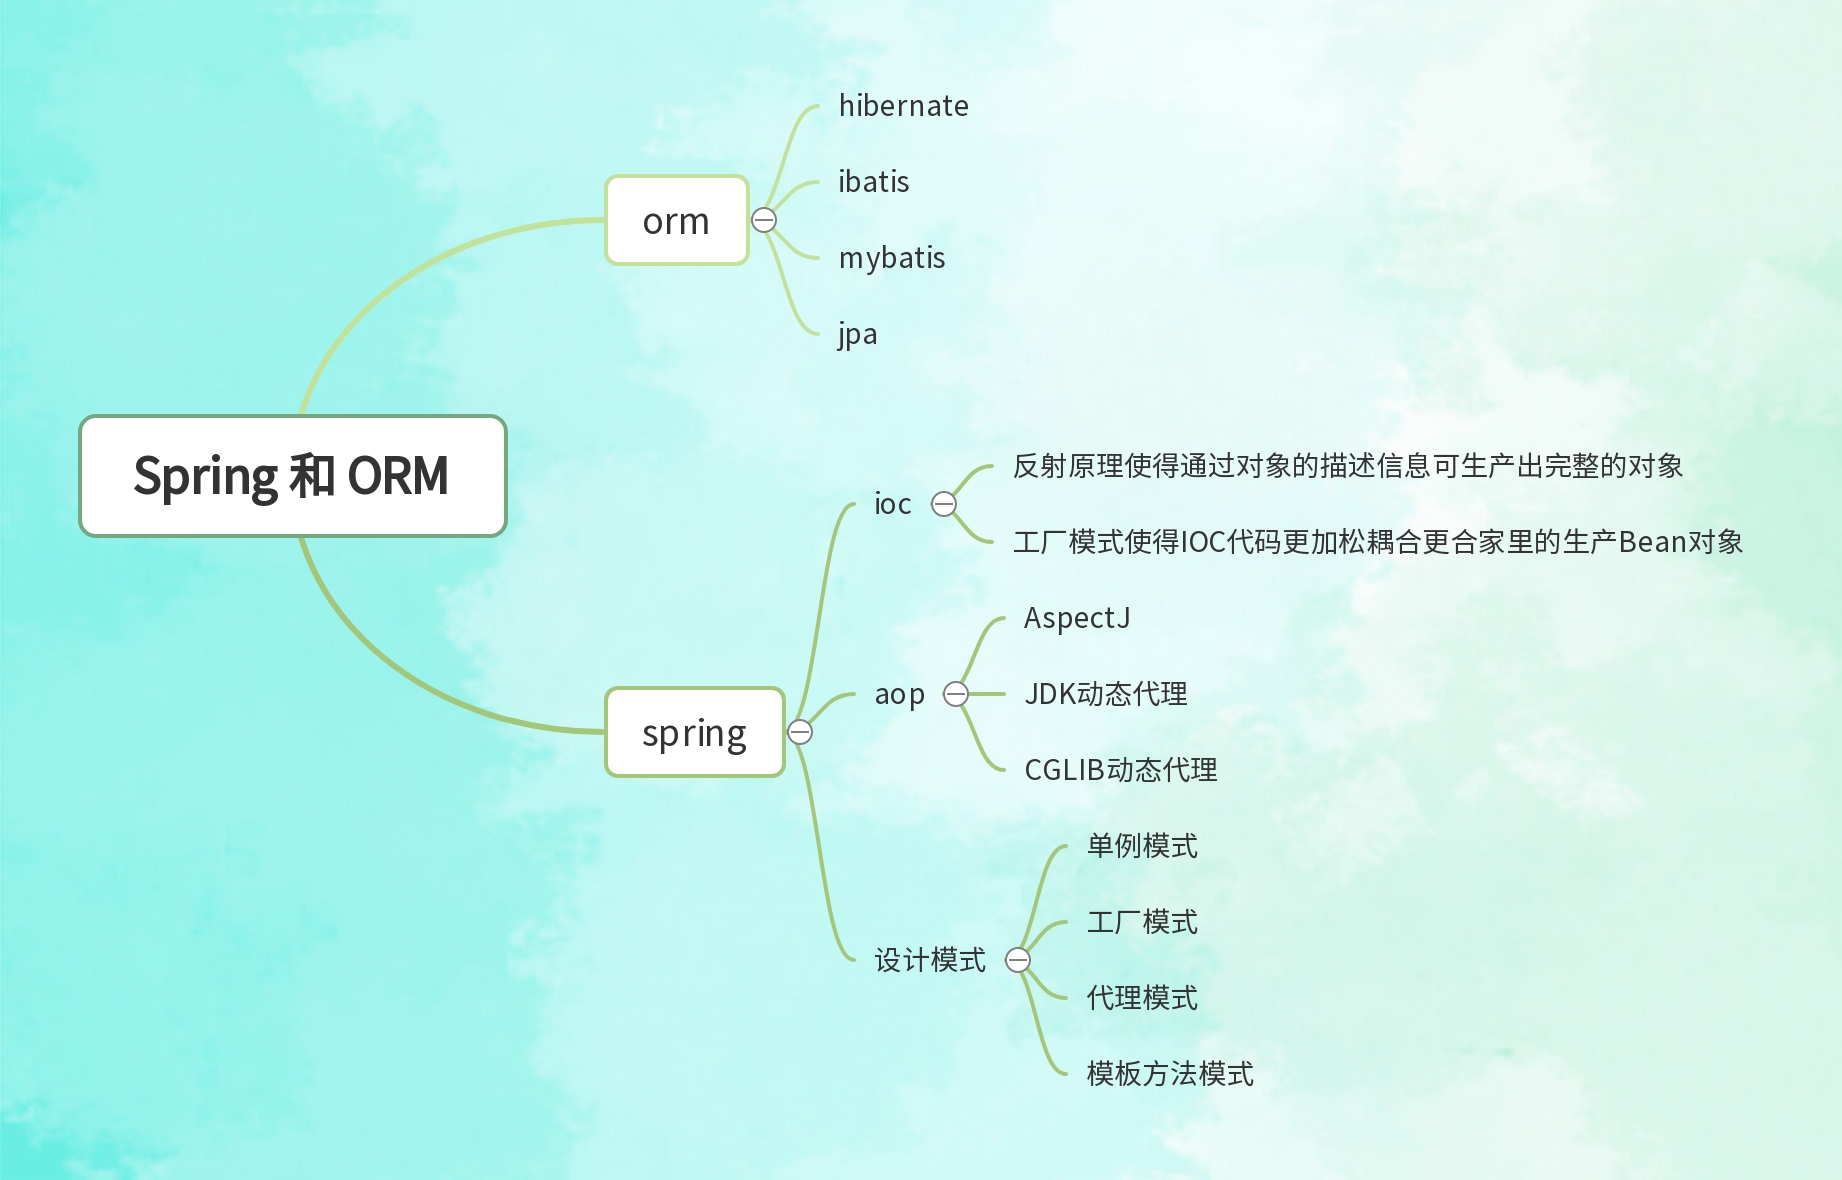 Spring 和 ORM
orm
hibernate
ibatis
mybatis
jpa
spring
ioc
反射原理使得通过对象的描述信息可生产出完整的对象
工厂模式使得IOC代码更加松耦合更合家里的生产Bean对象
aop
AspectJ
JDK动态代理
CGLIB动态代理
设计模式
单例模式
工厂模式
代理模式
模板方法模式